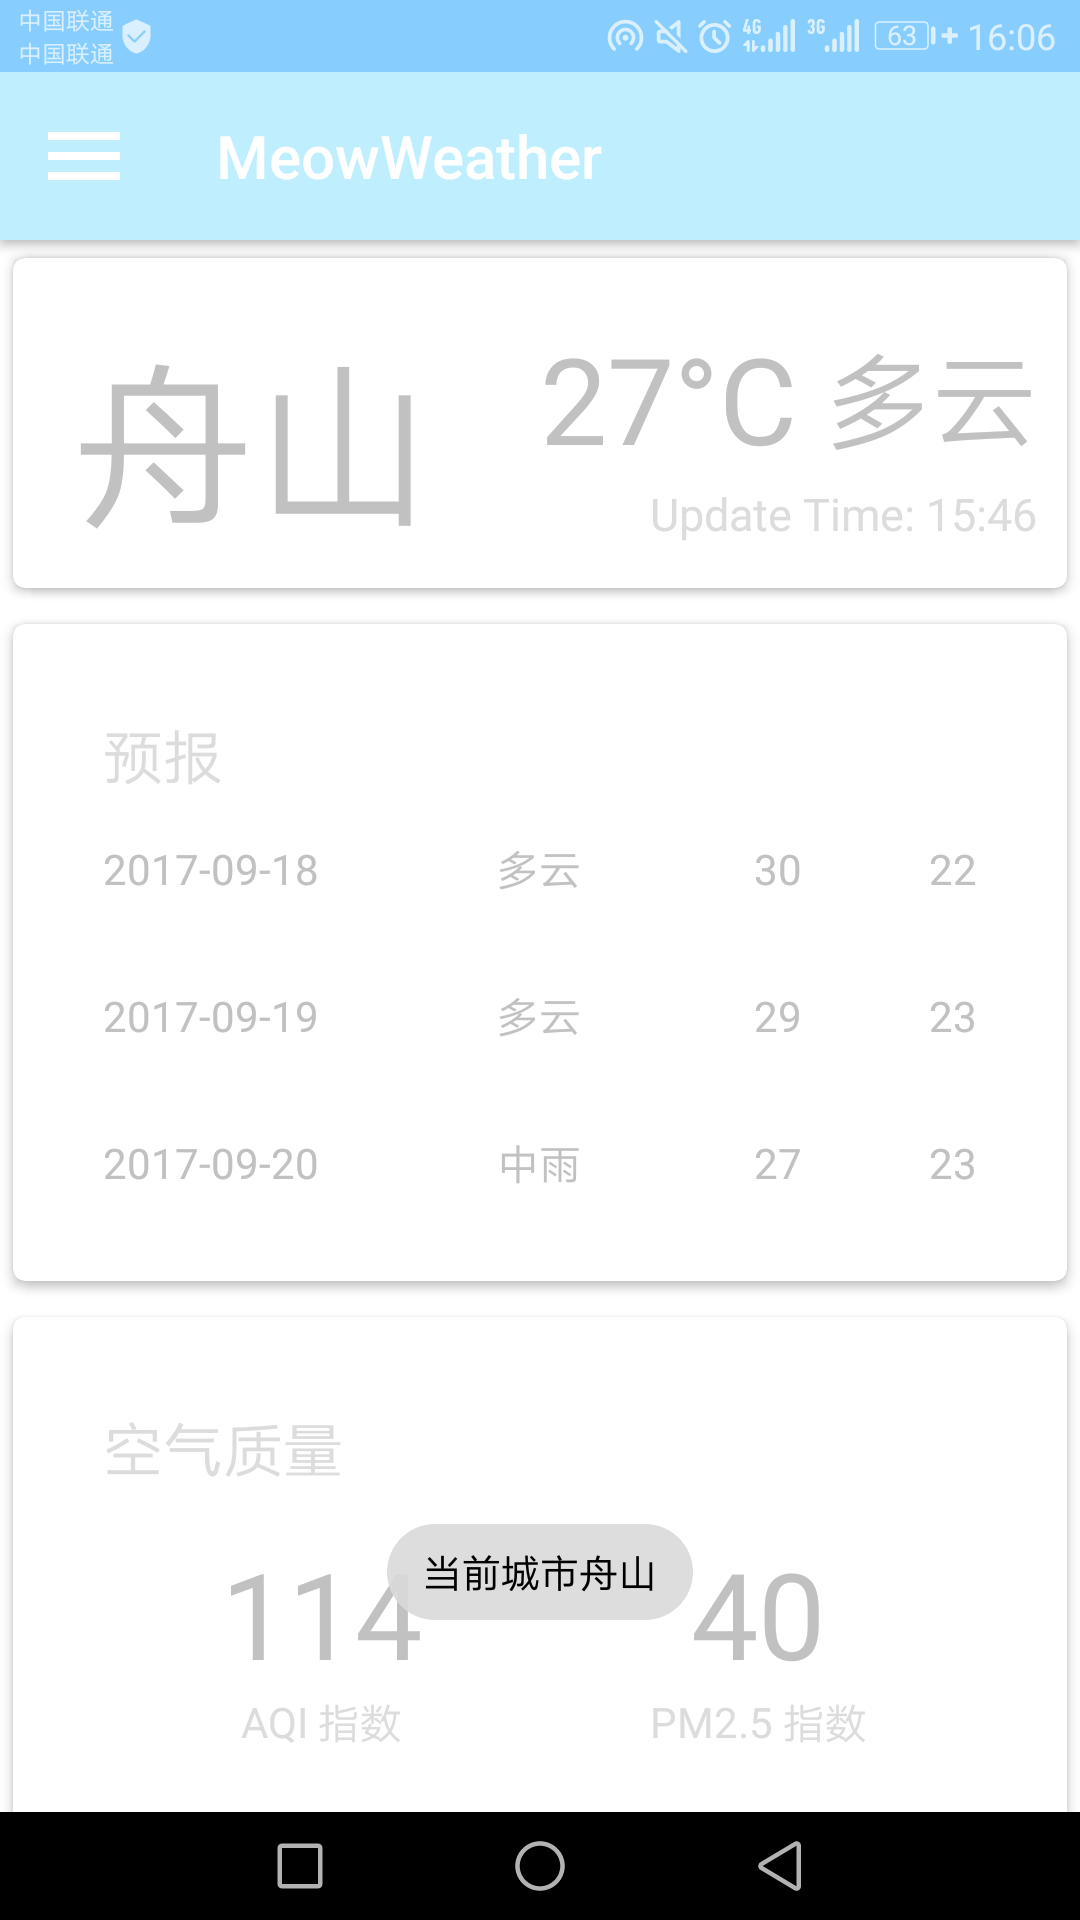 中国联通
中国联通
4G
3G
63
16:06
MeowWeather
舟山
27°C 多云
Update Time: 15:46
预报
2017-09-18 多云 30 22
2017-09-19 多云 29 23
2017-09-20 中雨 27 23
空气质量
当前城市舟山
114 40
AQI 指数 PM2.5 指数